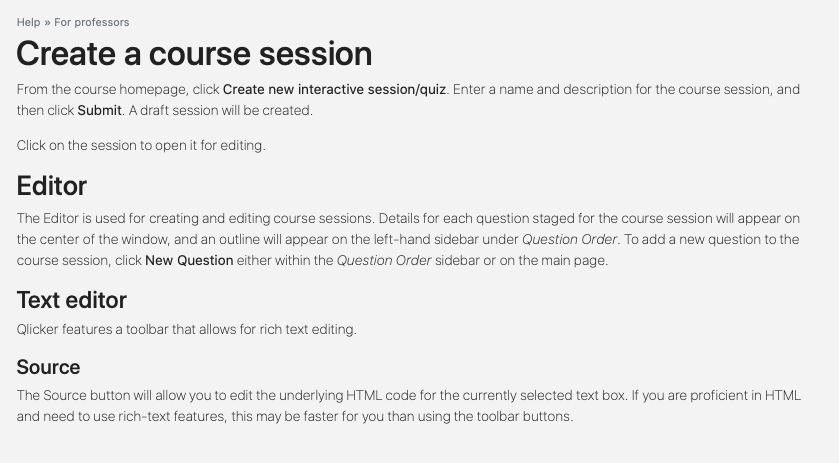 Help » For professors
Create a course session
From the course homepage, click Create new interactive session/quiz. Enter a name and description for the course session, and
then click Submit. A draft session will be created.
Click on the session to open it for editing.
Editor
The Editor is used for creating and editing course sessions. Details for each question staged for the course session will appear on
the center of the window, and an outline will appear on the left-hand sidebar under Question Order. To add a new question to the
course session, click New Question either within the Question Order sidebar or on the main page.
Text editor
Qlicker features a toolbar that allows for rich text editing.
Source
The Source button will allow you to edit the underlying HTML code for the currently selected text box. If you are proficient in HTML
and need to use rich-text features, this may be faster for you than using the toolbar buttons.